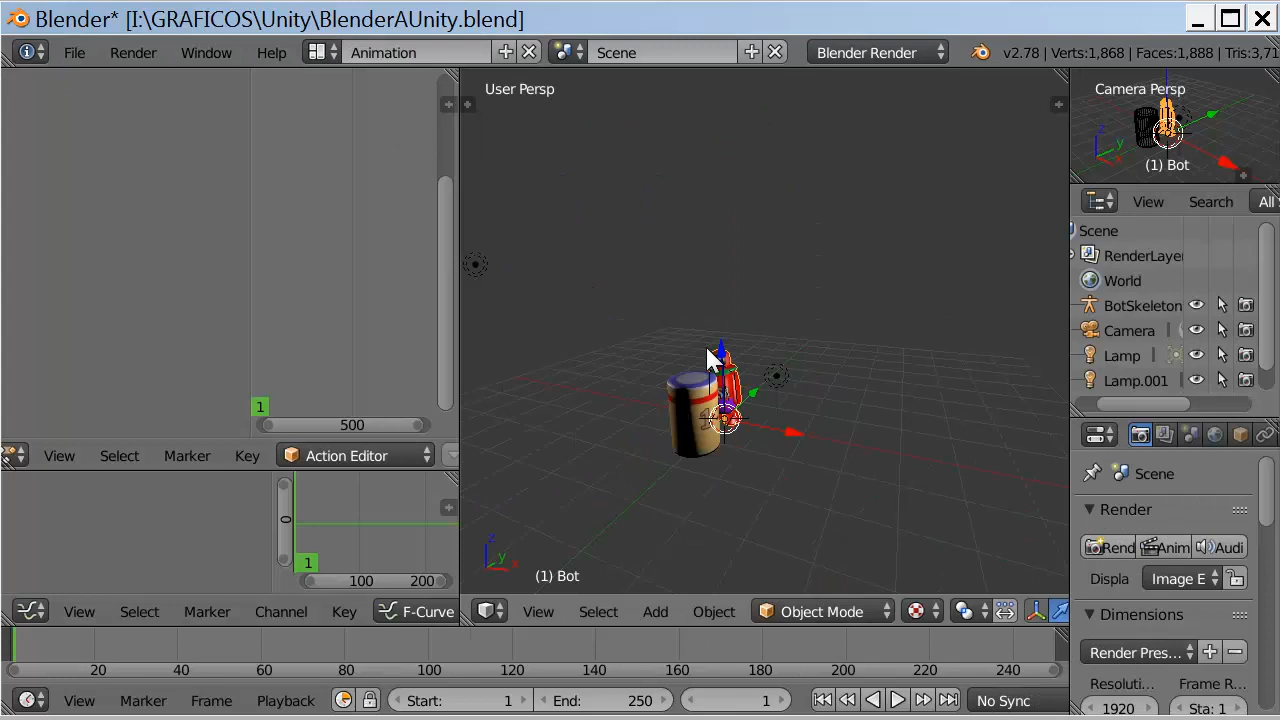 Blender* [I:\GRAFICOS\Unity\BlenderAUnity.blend]
File Render Window Help Animation Scene Blender Render v2.78 | Verts:1,868 | Faces:1,888 | Tris:3,71
User Persp
Camera Persp
(1) Bot
View Search All
Scene
RenderLaye
World
BotSkeleton
Camera
Lamp
Lamp.001
1
500
View Select Marker Key Action Editor
0
1
100 200
View Select Marker Channel Key F-Curve
1
z
y
x
(1) Bot
View Select Add Object Object Mode
Scene
Render
Rend Anim Audi
Displa Image E
Dimensions
Render Pres...
Resoluti... Frame R...
1920 Sta: 1
20 40 60 80 100 120 140 160 180 200 220 240
View Marker Frame Playback Start: 1 End: 250 1 No Sync